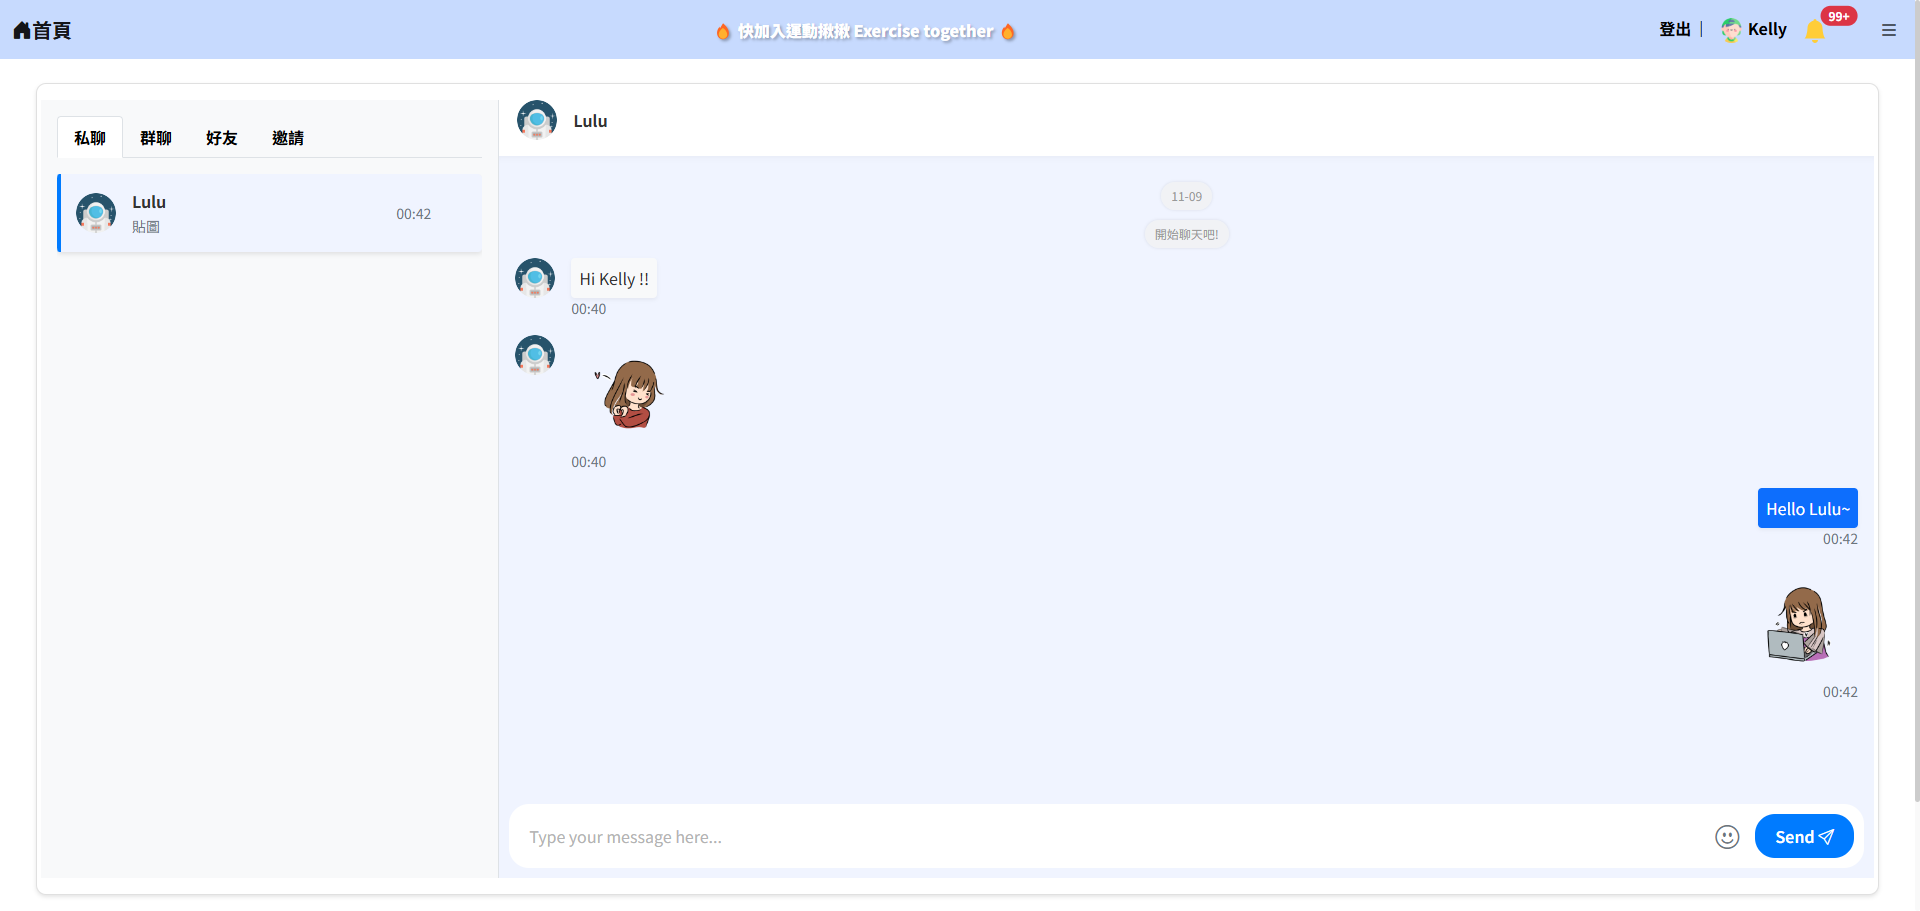 首頁
快加入運動揪揪 Exercise together
登出 |
Kelly
99+
私聊 群聊 好友 邀請
Lulu
貼圖
00:42
Lulu
11-09
開始聊天吧!
Hi Kelly !!
00:40
00:40
Hello Lulu~
00:42
00:42
Type your message here...
Send